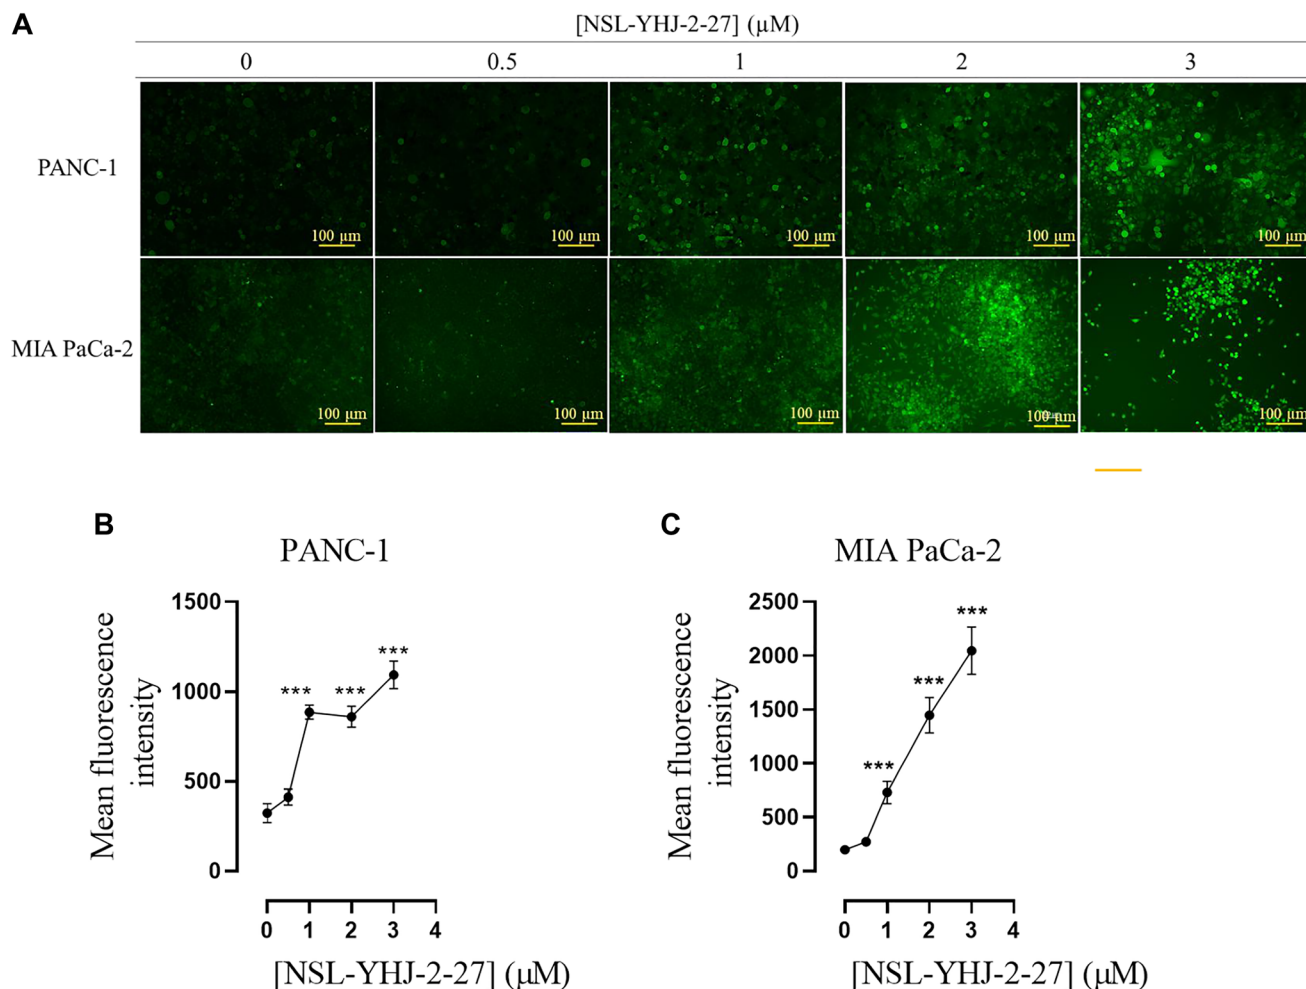 A
[NSL-YHJ-2-27] (µM)
0 0.5 1 2 3
PANC-1
100 µm 100 µm 100 µm 100 µm 100 µm
MIA PaCa-2
100 µm 100 µm 100 µm 100 µm 100 µm
B
PANC-1
Mean fluorescence
intensity
1500
1000
500
0
*** *** ***
0 1 2 3 4
[NSL-YHJ-2-27] (µM)
C
MIA PaCa-2
Mean fluorescence
intensity
2500
2000
1500
1000
500
0
***
***
***
0 1 2 3 4
[NSL-YHJ-2-27] (µM)